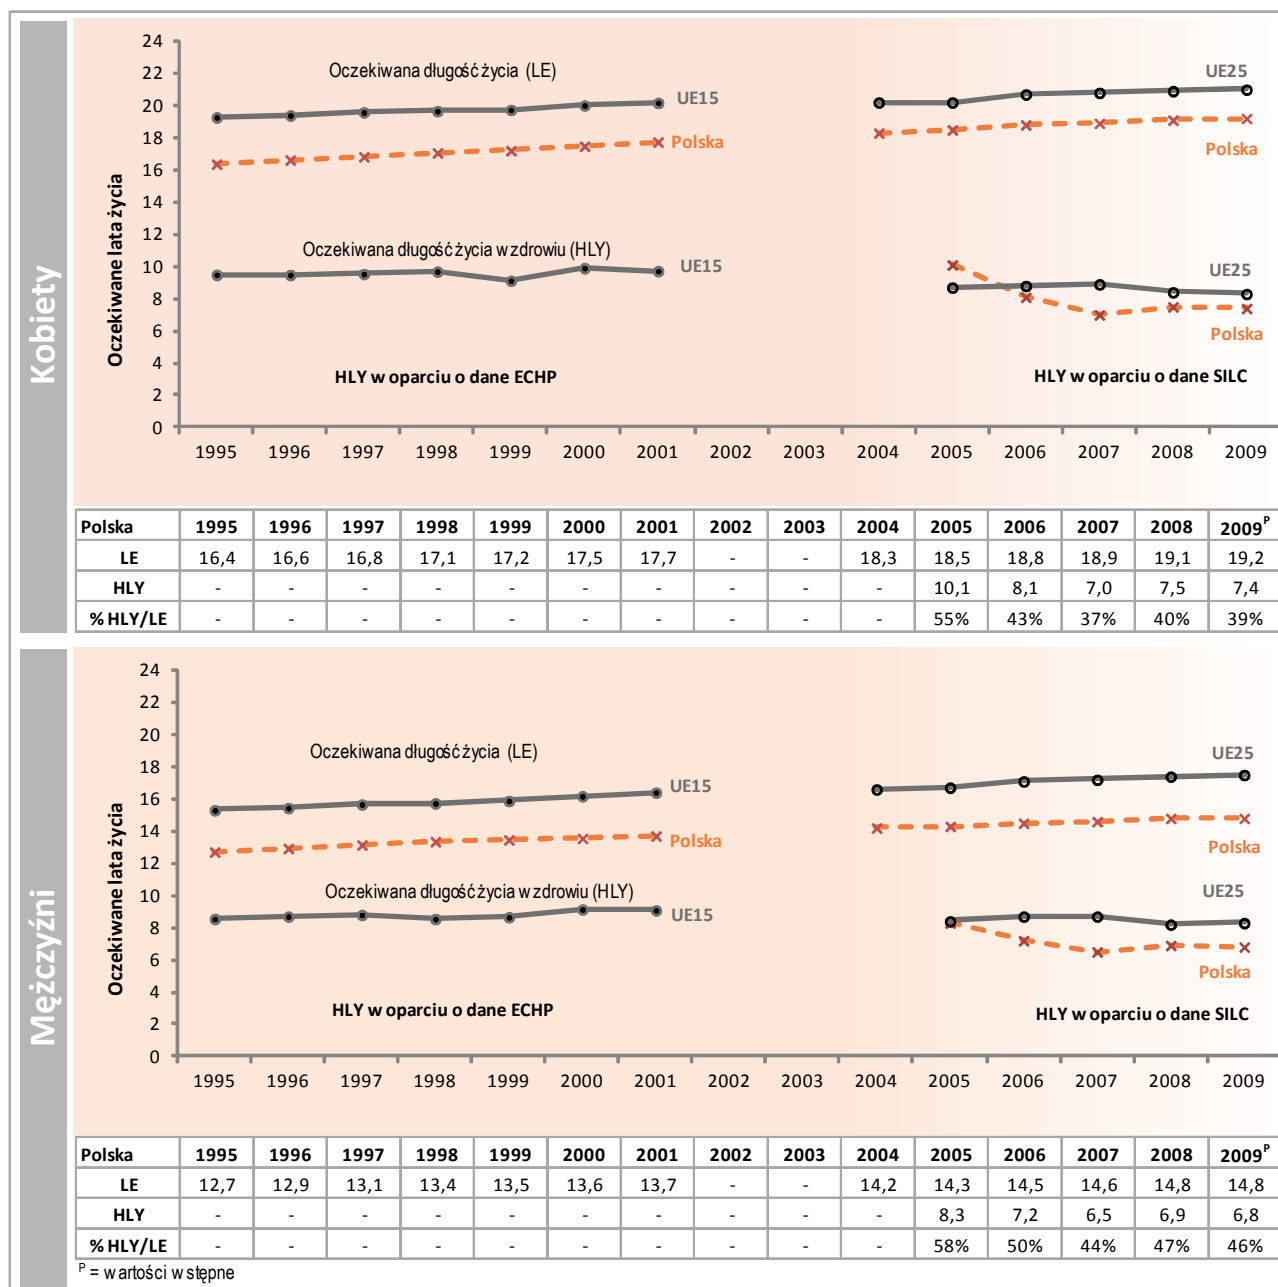 Kobiety
Oczekiwane lata życia
24
22
20
18
16
14
12
10
8
6
4
2
0
Oczekiwana długość życia (LE)
UE15
Polska
UE25
Polska
Oczekiwana długość życia w zdrowiu (HLY)
UE15
UE25
Polska
HLY w oparciu o dane ECHP
HLY w oparciu o dane SILC
1995 1996 1997 1998 1999 2000 2001 2002 2003 2004 2005 2006 2007 2008 2009
Polska 1995 1996 1997 1998 1999 2000 2001 2002 2003 2004 2005 2006 2007 2008 2009P
LE 16,4 16,6 16,8 17,1 17,2 17,5 17,7 - - 18,3 18,5 18,8 18,9 19,1 19,2
HLY - - - - - - - - - - 10,1 8,1 7,0 7,5 7,4
% HLY/LE - - - - - - - - - - 55% 43% 37% 40% 39%
Mężczyźni
Oczekiwane lata życia
24
22
20
18
16
14
12
10
8
6
4
2
0
Oczekiwana długość życia (LE)
UE15
Polska
UE25
Polska
Oczekiwana długość życia w zdrowiu (HLY)
UE15
UE25
Polska
HLY w oparciu o dane ECHP
HLY w oparciu o dane SILC
1995 1996 1997 1998 1999 2000 2001 2002 2003 2004 2005 2006 2007 2008 2009
Polska 1995 1996 1997 1998 1999 2000 2001 2002 2003 2004 2005 2006 2007 2008 2009P
LE 12,7 12,9 13,1 13,4 13,5 13,6 13,7 - - 14,2 14,3 14,5 14,6 14,8 14,8
HLY - - - - - - - - - - 8,3 7,2 6,5 6,9 6,8
% HLY/LE - - - - - - - - - - 58% 50% 44% 47% 46%
P = wartości wstępne